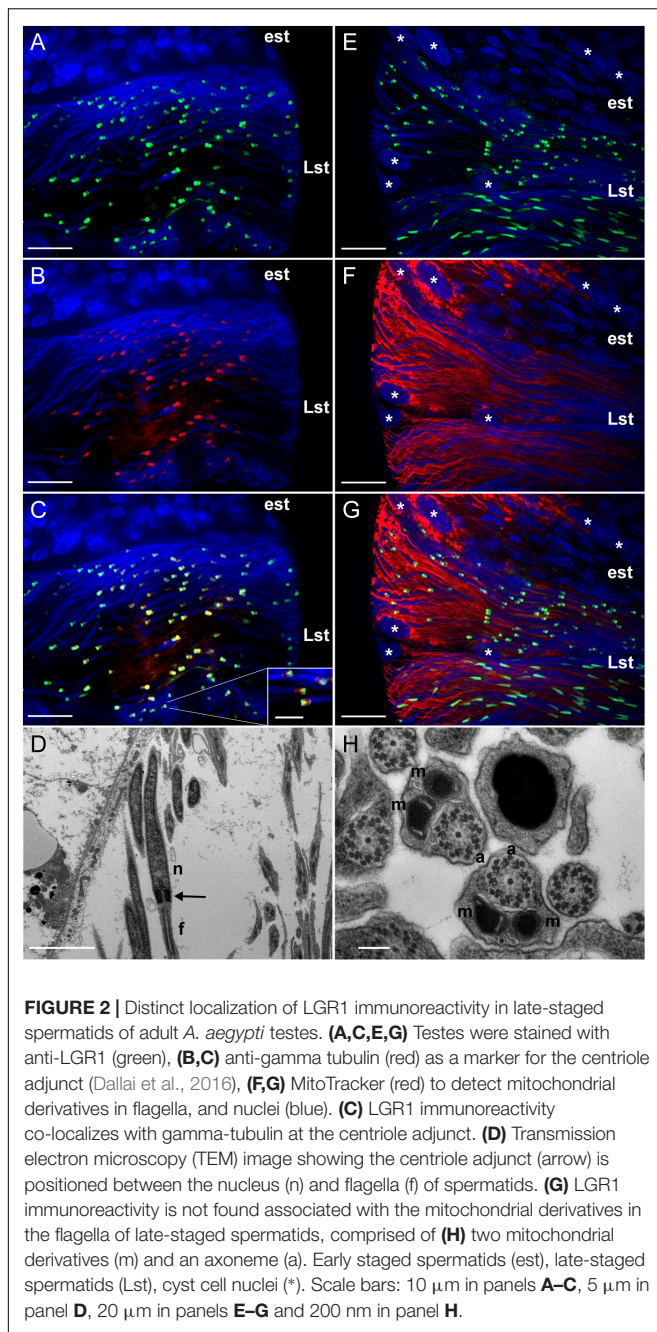 A
est
Lst
E
*
*
*
*
est
*
*
*
Lst
B
est
Lst
F
*
*
*
*
est
*
*
*
Lst
C
est
Lst
G
*
*
*
*
est
*
*
*
Lst
D
n
f
H
m
m
a
a
m
m
FIGURE 2 | Distinct localization of LGR1 immunoreactivity in late-staged
spermatids of adult A. aegypti testes. (A,C,E,G) Testes were stained with
anti-LGR1 (green), (B,C) anti-gamma tubulin (red) as a marker for the centriole
adjunct (Dallai et al., 2016), (F,G) MitoTracker (red) to detect mitochondrial
derivatives in flagella, and nuclei (blue). (C) LGR1 immunoreactivity
co-localizes with gamma-tubulin at the centriole adjunct. (D) Transmission
electron microscopy (TEM) image showing the centriole adjunct (arrow) is
positioned between the nucleus (n) and flagella (f) of spermatids. (G) LGR1
immunoreactivity is not found associated with the mitochondrial derivatives in
the flagella of late-staged spermatids, comprised of (H) two mitochondrial
derivatives (m) and an axoneme (a). Early staged spermatids (est), late-staged
spermatids (Lst), cyst cell nuclei (*). Scale bars: 10 μm in panels A–C, 5 μm in
panel D, 20 μm in panels E–G and 200 nm in panel H.